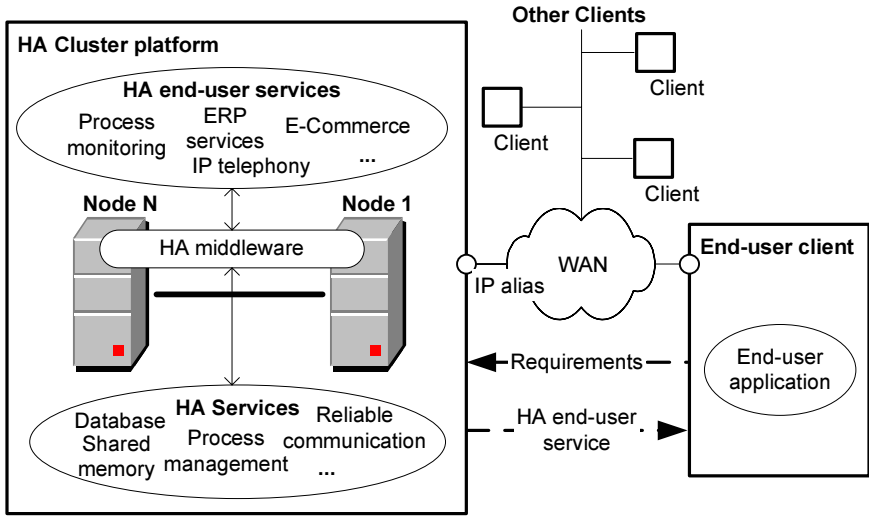 HA Cluster platform
HA end-user services
Process
monitoring
ERP
services
IP telephony
E-Commerce
...
Node N
Node 1
HA middleware
HA Services
Database
Shared
memory
Process
management
Reliable
communication
...
Other Clients
Client
Client
Client
WAN
IP alias
End-user client
End-user
application
Requirements
HA end-user
service